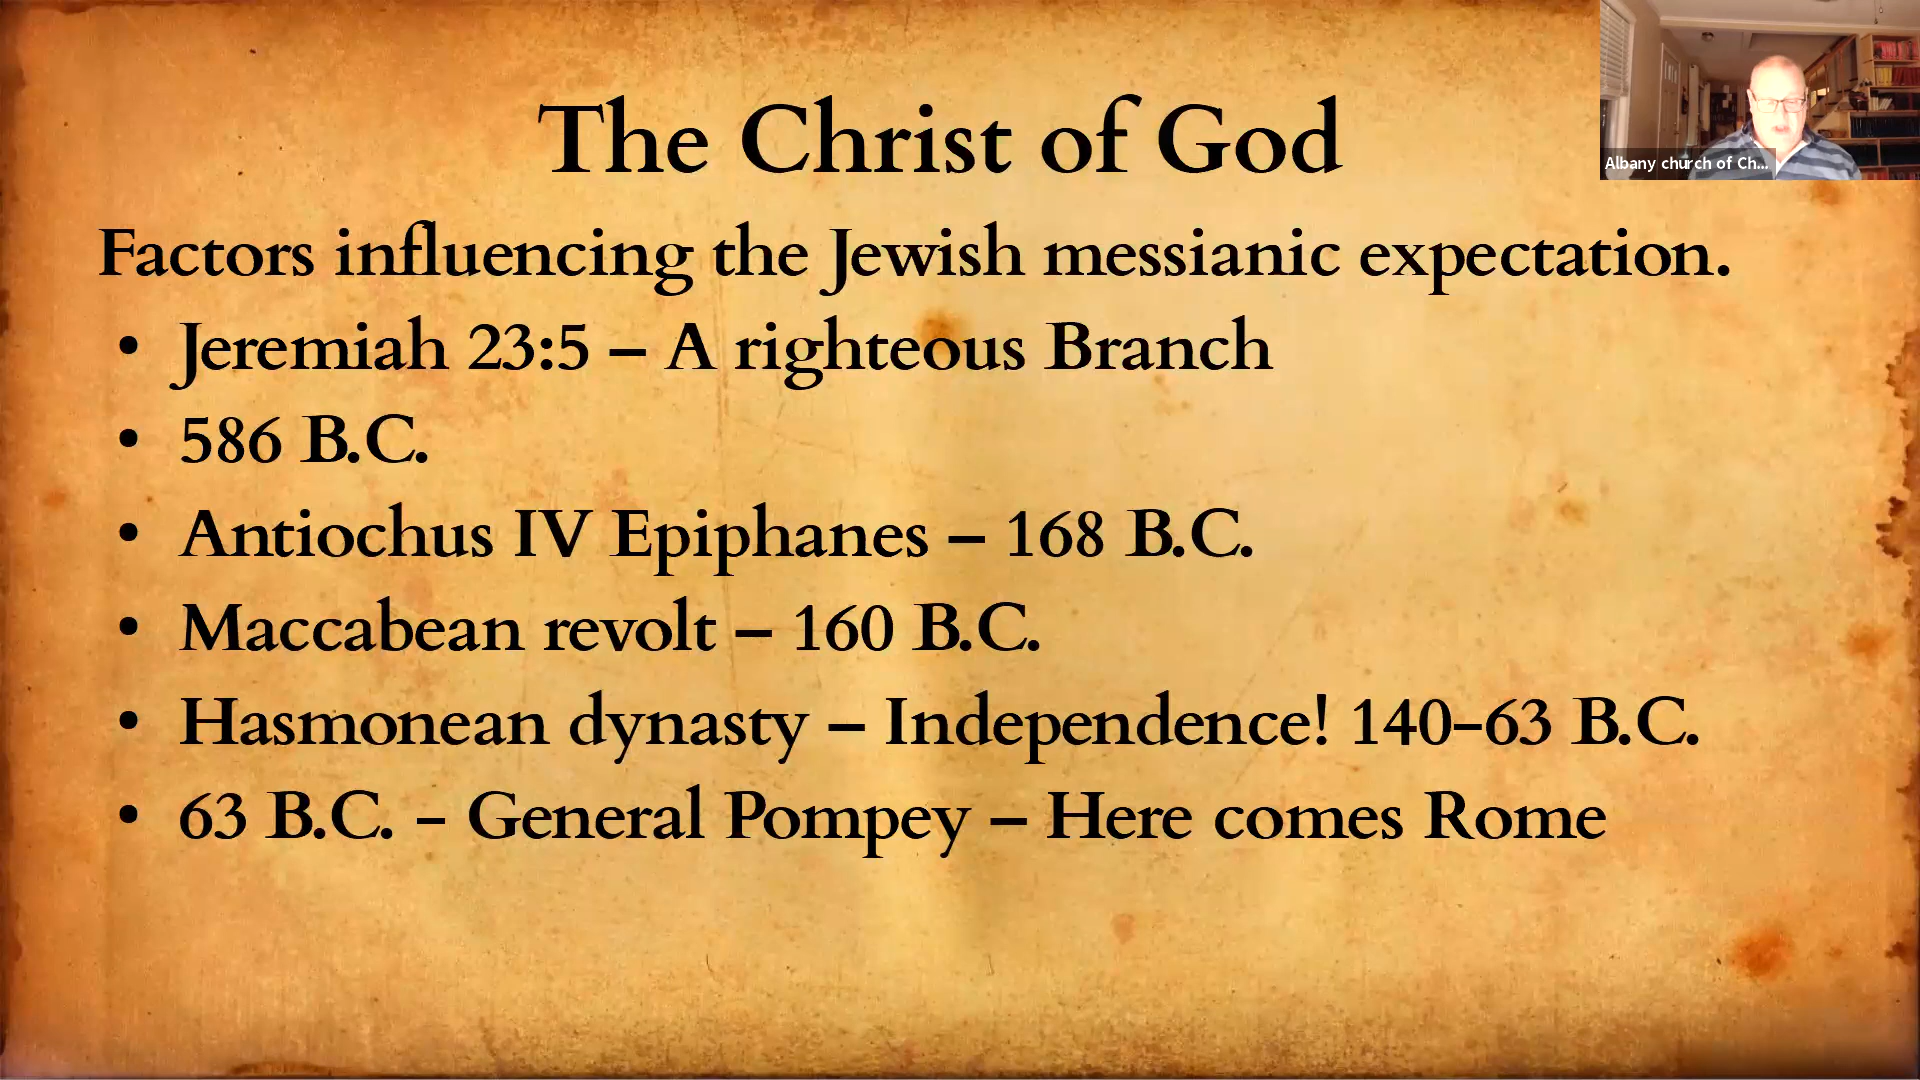 The Christ of God
Albany church of Ch...
Factors influencing the Jewish messianic expectation.
• Jeremiah 23:5 – A righteous Branch
• 586 B.C.
• Antiochus IV Epiphanes – 168 B.C.
• Maccabean revolt – 160 B.C.
• Hasmonean dynasty – Independence! 140-63 B.C.
• 63 B.C. - General Pompey – Here comes Rome